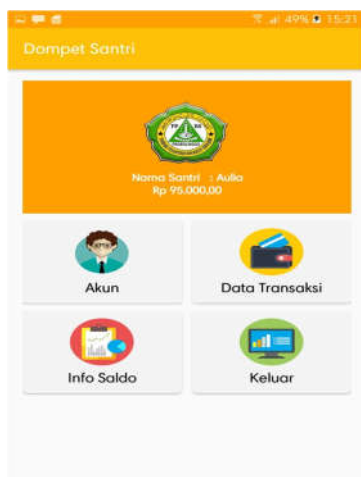 49% 15:21
Dompet Santri
Nama Santri : Aulia
Rp 95.000,00
Akun
Data Transaksi
Info Saldo
Keluar